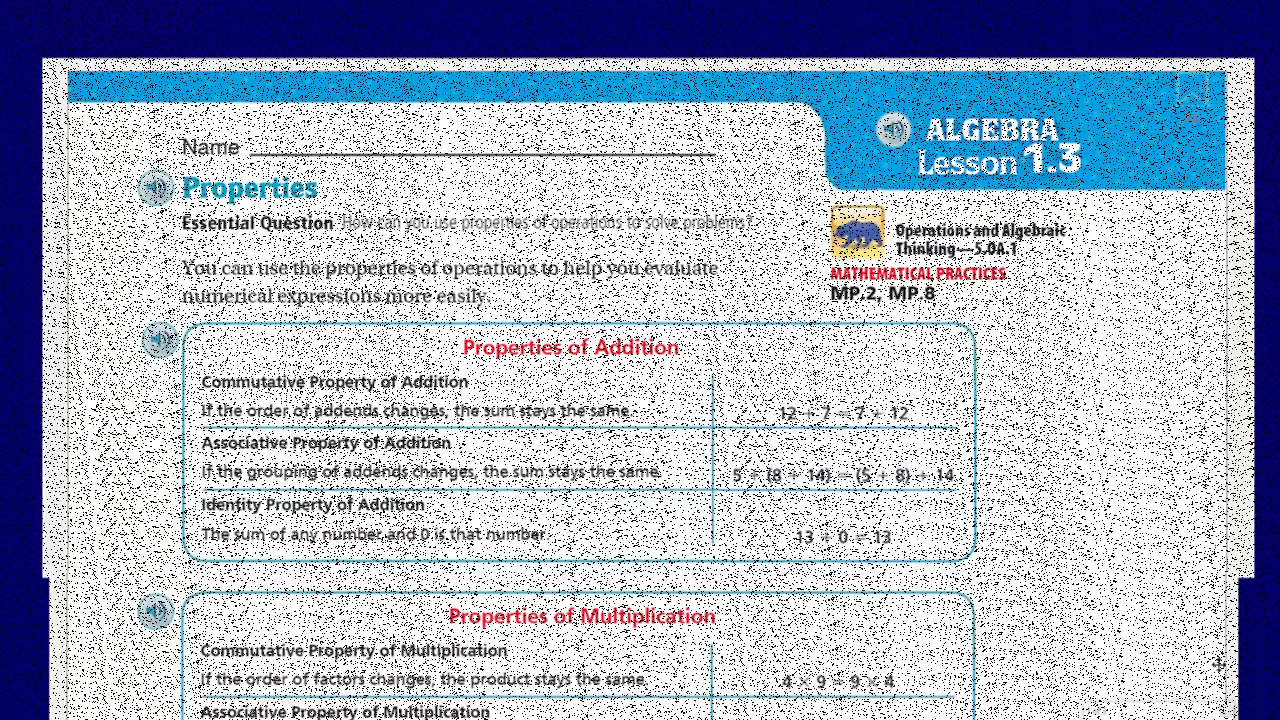 ALGEBRA
Lesson 1.3
Name
Properties
Essential Question How can you use properties of operations to solve problems?
Operations and Algebraic
Thinking—5.OA.1
MATHEMATICAL PRACTICES
MP.2, MP.8
You can use the properties of operations to help you evaluate
numerical expressions more easily.
Properties of Addition
Commutative Property of Addition
If the order of addends changes, the sum stays the same.
12 + 7 = 7 + 12
Associative Property of Addition
If the grouping of addends changes, the sum stays the same.
5 + (8 + 14) = (5 + 8) + 14
Identity Property of Addition
The sum of any number and 0 is that number.
13 + 0 = 13
Properties of Multiplication
Commutative Property of Multiplication
If the order of factors changes, the product stays the same.
4 × 9 = 9 × 4
Associative Property of Multiplication